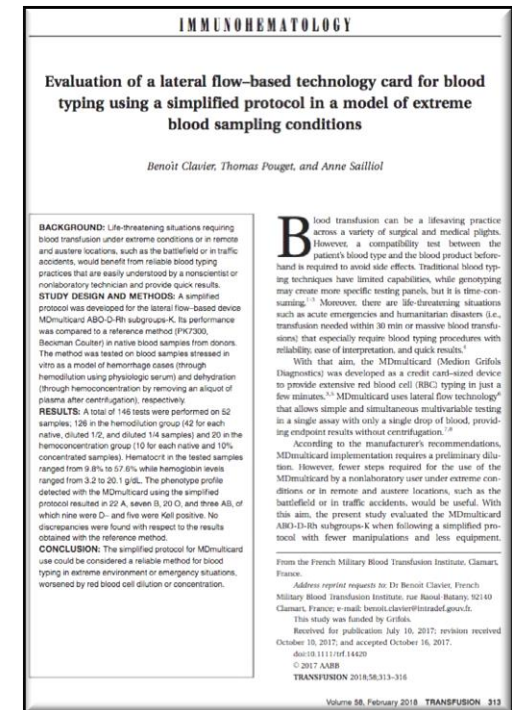 IMMUNOHEMATOLOGY
Evaluation of a lateral flow–based technology card for blood
typing using a simplified protocol in a model of extreme
blood sampling conditions
Benoît Clavier, Thomas Pouget, and Anne Sailliol
BACKGROUND: Life-threatening situations requiring
blood transfusion under extreme conditions or in remote
and austere locations, such as the battlefield or in traffic
accidents, would benefit from reliable blood typing
practices that are easily understood by a nonscientist or
nonlaboratory technician and provide quick results.
STUDY DESIGN AND METHODS: A simplified
protocol was developed for the lateral flow–based device
MDmulticard ABO-D-Rh subgroups-K. Its performance
was compared to a reference method (PK7300,
Beckman Coulter) in native blood samples from donors.
The method was tested on blood samples stressed in
vitro as a model of hemorrhage cases (through
hemodilution using physiologic serum) and dehydration
(through hemoconcentration by removing an aliquot of
plasma after centrifugation), respectively.
RESULTS: A total of 146 tests were performed on 52
samples; 126 in the hemodilution group (42 for each
native, diluted 1/2, and diluted 1/4 samples) and 20 in the
hemoconcentration group (10 for each native and 10%
concentrated samples). Hematocrit in the tested samples
ranged from 9.8% to 57.6% while hemoglobin levels
ranged from 3.2 to 20.1 g/dL. The phenotype profile
detected with the MDmulticard using the simplified
protocol resulted in 22 A, seven B, 20 O, and three AB, of
which nine were D– and five were Kell positive. No
discrepancies were found with respect to the results
obtained with the reference method.
CONCLUSION: The simplified protocol for MDmulticard
use could be considered a reliable method for blood
typing in extreme environment or emergency situations,
worsened by red blood cell dilution or concentration.
Blood transfusion can be a lifesaving practice
across a variety of surgical and medical plights.
However, a compatibility test between the
patient's blood type and the blood product before-
hand is required to avoid side effects. Traditional blood typ-
ing techniques have limited capabilities, while genotyping
may create more specific testing panels, but it is time-con-
suming.1-3 Moreover, there are life-threatening situations
such as acute emergencies and humanitarian disasters (i.e.,
transfusion needed within 30 min or massive blood transfu-
sions) that especially require blood typing procedures with
reliability, ease of interpretation, and quick results.4
With that aim, the MDmulticard (Medion Grifols
Diagnostics) was developed as a credit card–sized device
to provide extensive red blood cell (RBC) typing in just a
few minutes.5,6 MDmulticard uses lateral flow technology6
that allows simple and simultaneous multivariable testing
in a single assay with only a single drop of blood, provid-
ing endpoint results without centrifugation.7,8
According to the manufacturer's recommendations,
MDmulticard implementation requires a preliminary dilu-
tion. However, fewer steps required for the use of the
MDmulticard by a nonlaboratory user under extreme con-
ditions or in remote and austere locations, such as the
battlefield or in traffic accidents, would be useful. With
this aim, the present study evaluated the MDmulticard
ABO-D-Rh subgroups-K when following a simplified pro-
tocol with fewer manipulations and less equipment.
From the French Military Blood Transfusion Institute, Clamart,
France.
Address reprint requests to: Dr Benoît Clavier, French
Military Blood Transfusion Institute, rue Raoul-Batany, 92140
Clamart, France; e-mail: benoit.clavier@intradef.gouv.fr.
This study was funded by Grifols.
Received for publication July 10, 2017; revision received
October 10, 2017; and accepted October 16, 2017.
doi:10.1111/trf.14420
© 2017 AABB
TRANSFUSION 2018;58;313–316
Volume 58, February 2018 TRANSFUSION 313